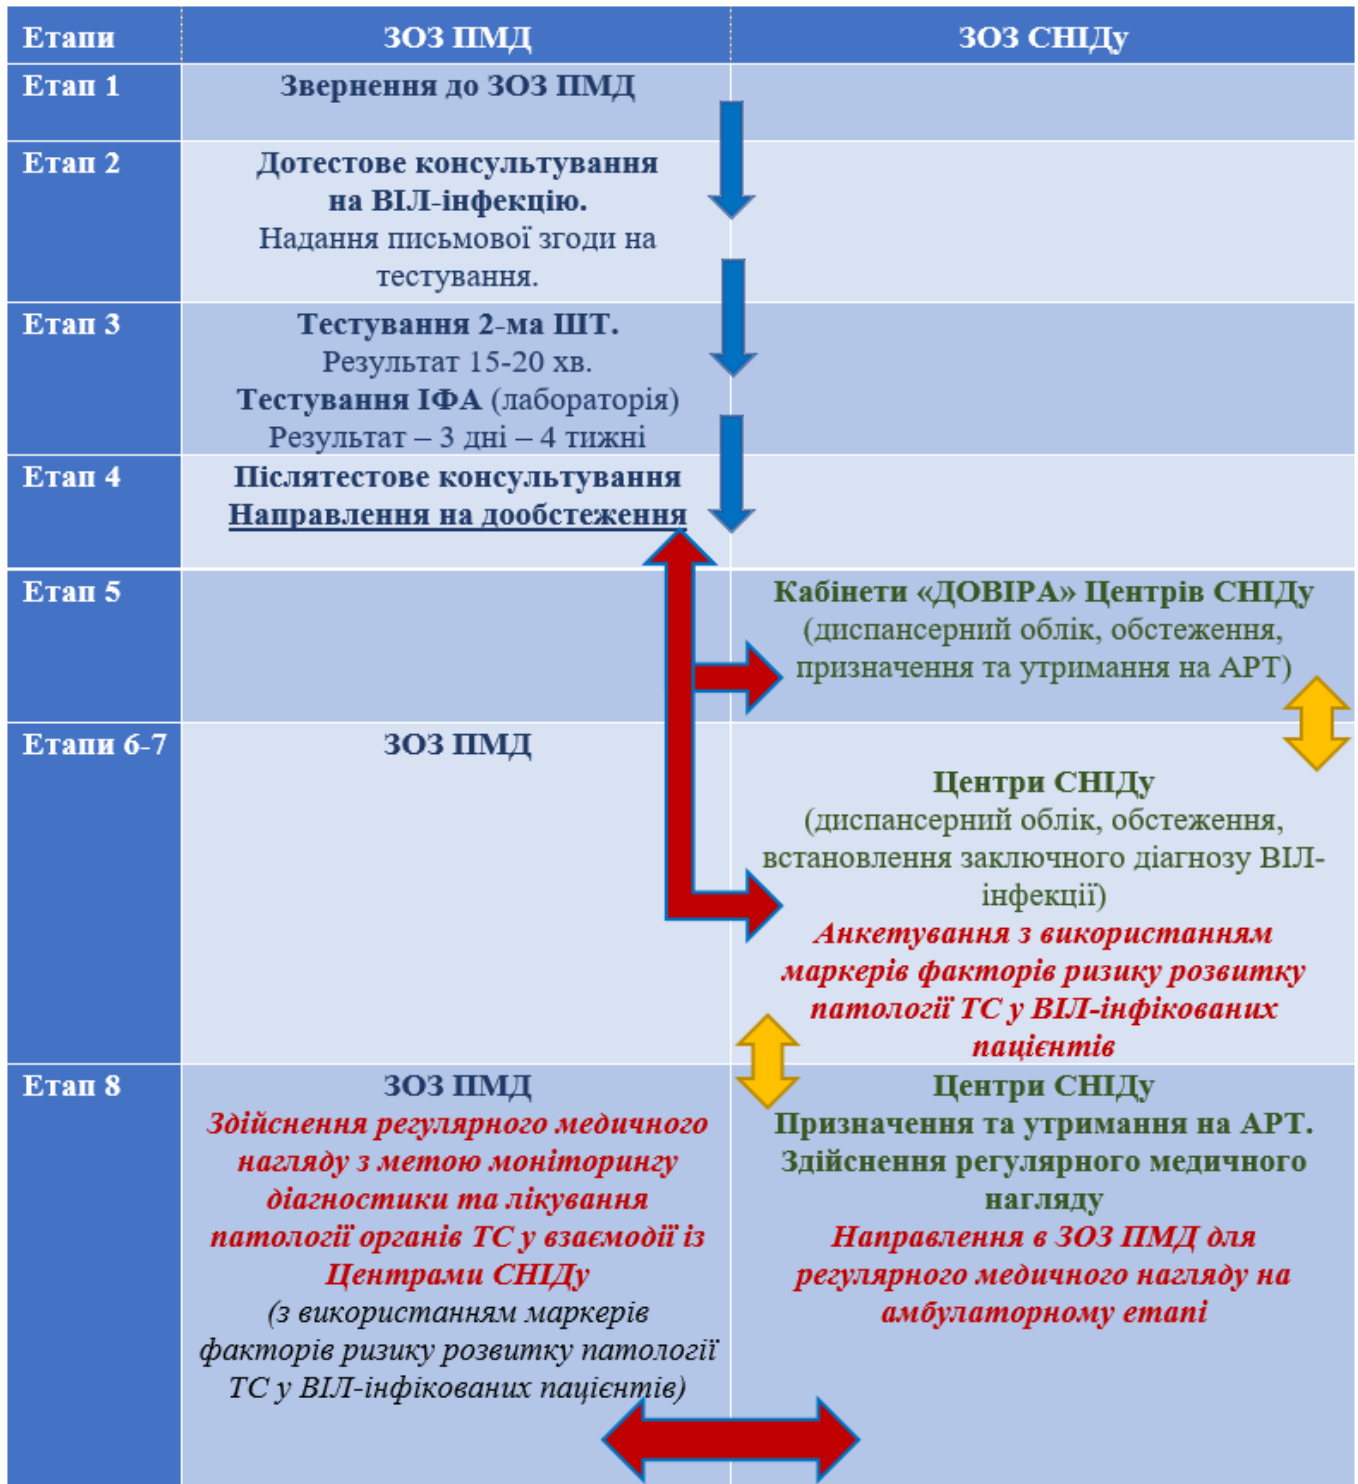 Етапи
ЗОЗ ПМД
ЗОЗ СНІДу
Етап 1
Звернення до ЗОЗ ПМД
Етап 2
Дотестове консультування
на ВІЛ-інфекцію.
Надання письмової згоди на
тестування.
Етап 3
Тестування 2-ма ШТ.
Результат 15-20 хв.
Тестування ІФА (лабораторія)
Результат – 3 дні – 4 тижні
Етап 4
Післятестове консультування
Направлення на дообстеження
Етап 5
Кабінети «ДОВІРА» Центрів СНІДу
(диспансерний облік, обстеження,
призначення та утримання на АРТ)
Етапи 6-7
ЗОЗ ПМД
Центри СНІДу
(диспансерний облік, обстеження,
встановлення заключного діагнозу ВІЛ-
інфекції)
Анкетування з використанням
маркерів факторів ризику розвитку
патології ТС у ВІЛ-інфікованих
пацієнтів
Етап 8
ЗОЗ ПМД
Здійснення регулярного медичного
нагляду з метою моніторингу
діагностики та лікування
патології органів ТС у взаємодії із
Центрами СНІДу
(з використанням маркерів
факторів ризику розвитку патології
ТС у ВІЛ-інфікованих пацієнтів)
Центри СНІДу
Призначення та утримання на АРТ.
Здійснення регулярного медичного
нагляду
Направлення в ЗОЗ ПМД для
регулярного медичного нагляду на
амбулаторному етапі